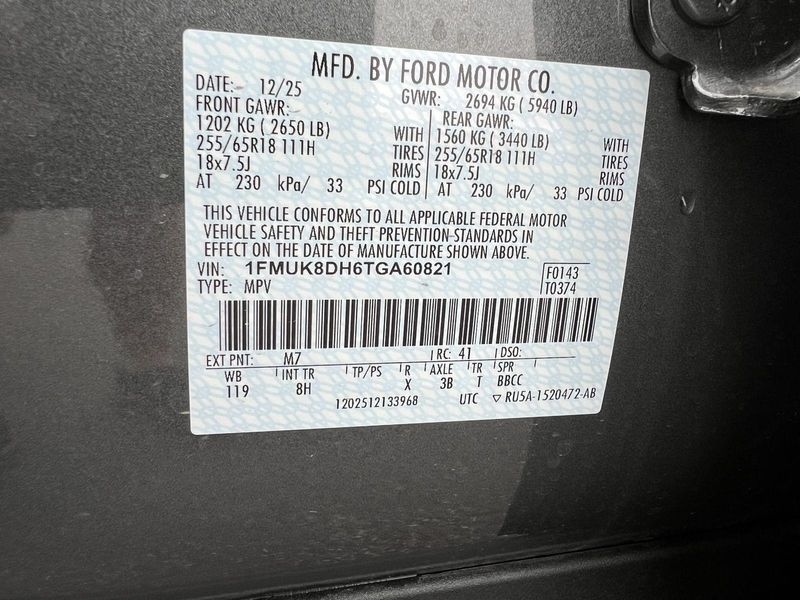 MFD. BY FORD MOTOR CO.
DATE: 12/25 GVWR: 2694 KG ( 5940 LB)
FRONT GAWR: REAR GAWR:
1202 KG ( 2650 LB) WITH 1560 KG ( 3440 LB) WITH
255/65R18 111H TIRES 255/65R18 111H TIRES
18x7.5J RIMS 18x7.5J RIMS
AT 230 kPa/ 33 PSI COLD AT 230 kPa/ 33 PSI COLD
THIS VEHICLE CONFORMS TO ALL APPLICABLE FEDERAL MOTOR
VEHICLE SAFETY AND THEFT PREVENTION STANDARDS IN
EFFECT ON THE DATE OF MANUFACTURE SHOWN ABOVE.
VIN: 1FMUK8DH6TGA60821 F0143
TYPE: MPV T0374
EXT PNT: M7 RC: 41 DSO:
WB INT TR TP/PS R AXLE TR SPR
119 8H X 3B T BBCC
1202512133968 UTC ▽ RU5A-1520472-AB